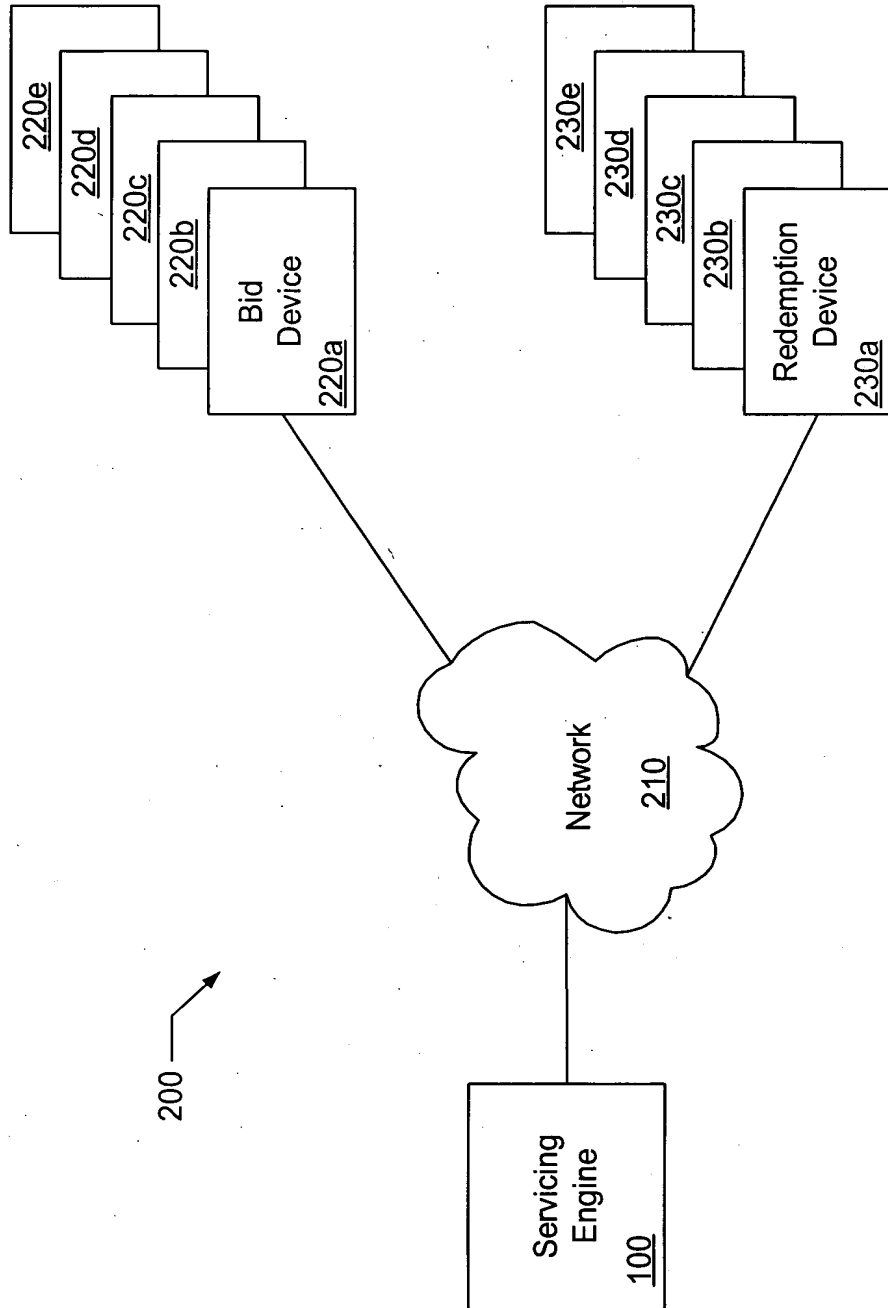 200
Servicing
Engine
100
Network
210
220e
220d
220c
220b
Bid
Device
220a
230e
230d
230c
230b
Redemption
Device
230a